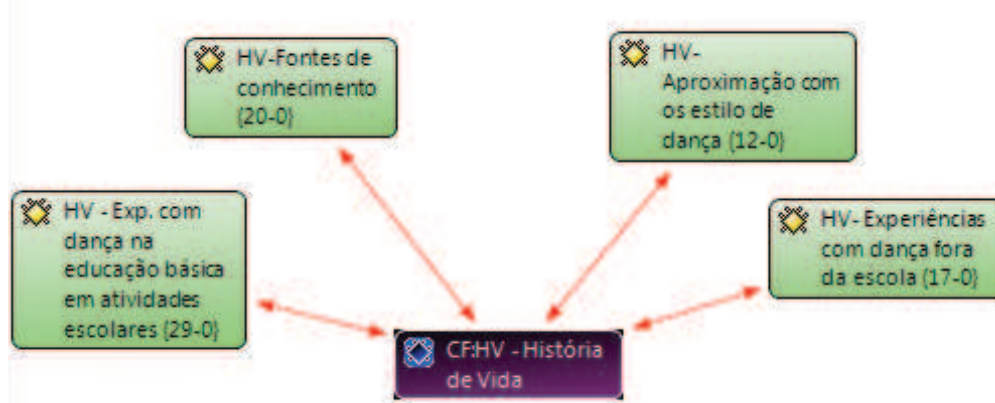 HV-Fontes de
conhecimento
{20-0}
HV-
Aproximação com
os estilo de
dança {12-0}
HV - Exp. com
dança na
educação básica
em atividades
escolares {29-0}
HV- Experiências
com dança fora
da escola {17-0}
CF:HV - História
de Vida